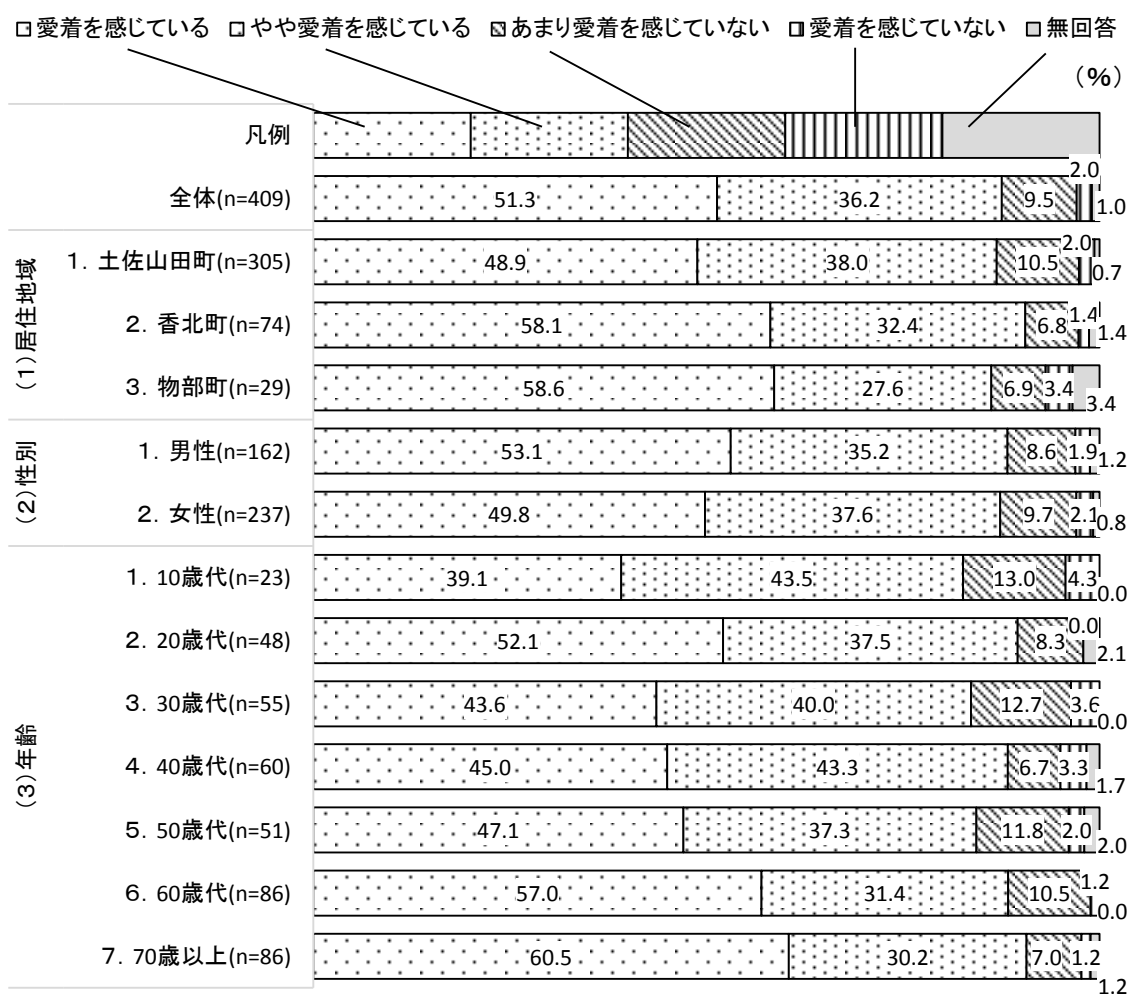 愛着を感じている やや愛着を感じている あまり愛着を感じていない 愛着を感じていない 無回答
(%)
凡例
全体(n=409) 51.3 36.2 9.5 2.0 1.0
(1)居住地域
1. 土佐山田町(n=305) 48.9 38.0 10.5 2.0 0.7
2. 香北町(n=74) 58.1 32.4 6.8 1.4 1.4
3. 物部町(n=29) 58.6 27.6 6.9 3.4 3.4
(2)性別
1. 男性(n=162) 53.1 35.2 8.6 1.9 1.2
2. 女性(n=237) 49.8 37.6 9.7 2.1 0.8
(3)年齢
1. 10歳代(n=23) 39.1 43.5 13.0 4.3 0.0
2. 20歳代(n=48) 52.1 37.5 8.3 0.0 2.1
3. 30歳代(n=55) 43.6 40.0 12.7 3.6 0.0
4. 40歳代(n=60) 45.0 43.3 6.7 3.3 1.7
5. 50歳代(n=51) 47.1 37.3 11.8 2.0 2.0
6. 60歳代(n=86) 57.0 31.4 10.5 1.2 0.0
7. 70歳以上(n=86) 60.5 30.2 7.0 1.2 1.2